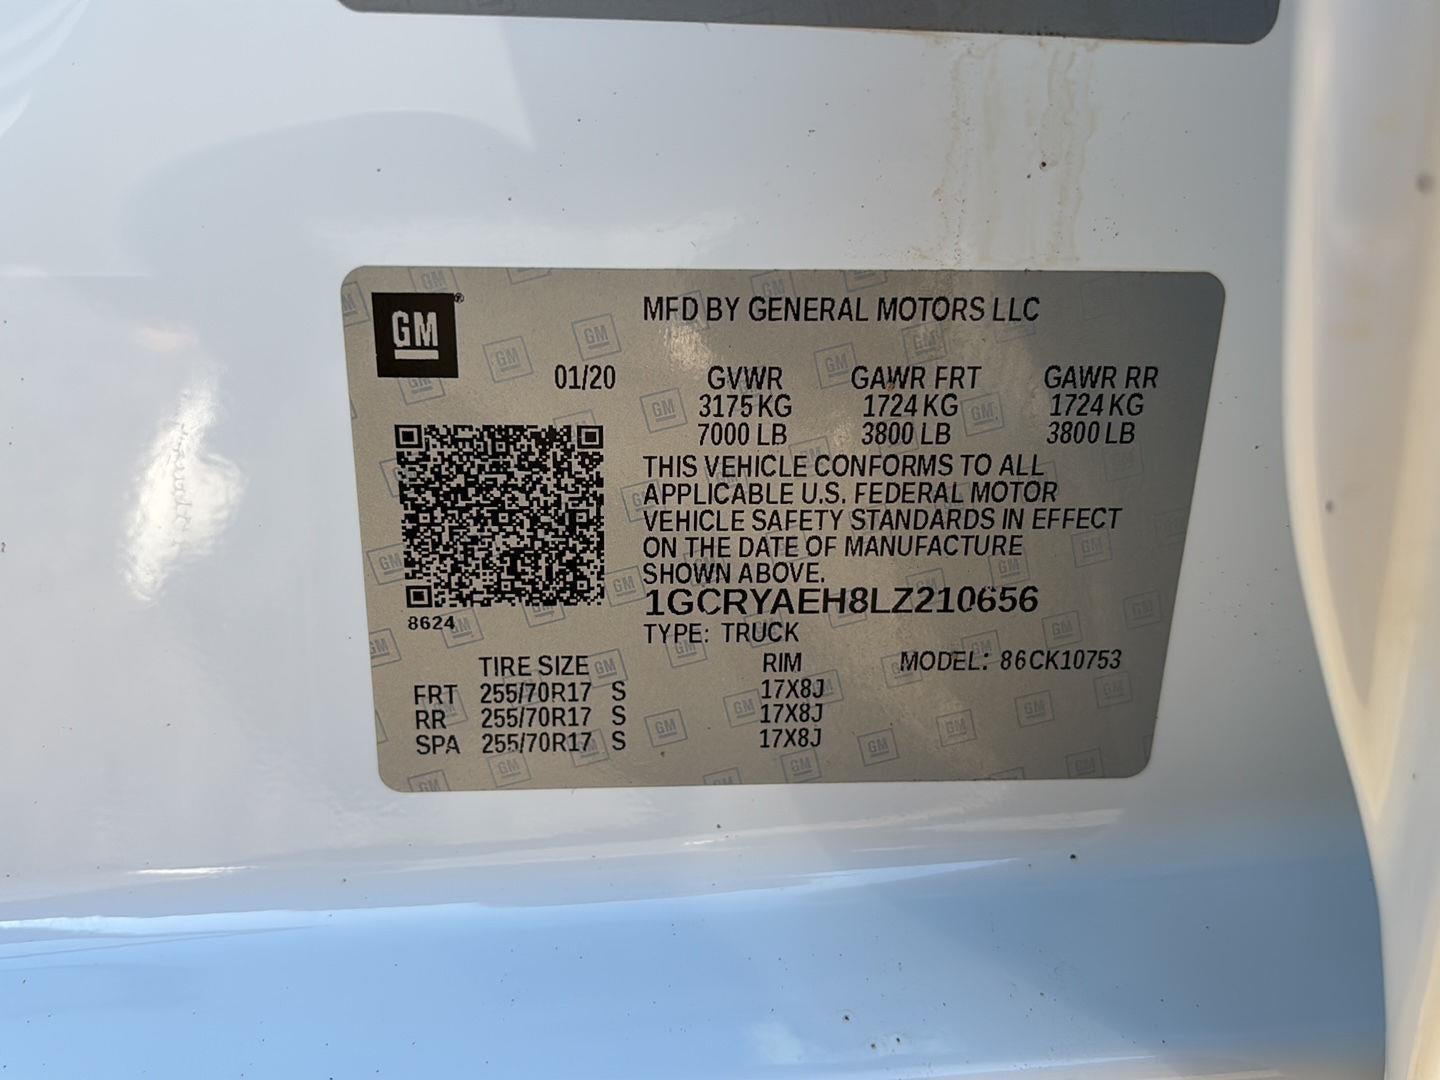 GM®
MFD BY GENERAL MOTORS LLC
01/20 GVWR GAWR FRT GAWR RR
3175 KG 1724 KG 1724 KG
7000 LB 3800 LB 3800 LB
THIS VEHICLE CONFORMS TO ALL
APPLICABLE U.S. FEDERAL MOTOR
VEHICLE SAFETY STANDARDS IN EFFECT
ON THE DATE OF MANUFACTURE
SHOWN ABOVE.
1GCRYAEH8LZ210656
8624
TYPE: TRUCK
TIRE SIZE RIM MODEL: 86CK10753
FRT 255/70R17 S 17X8J
RR 255/70R17 S 17X8J
SPA 255/70R17 S 17X8J